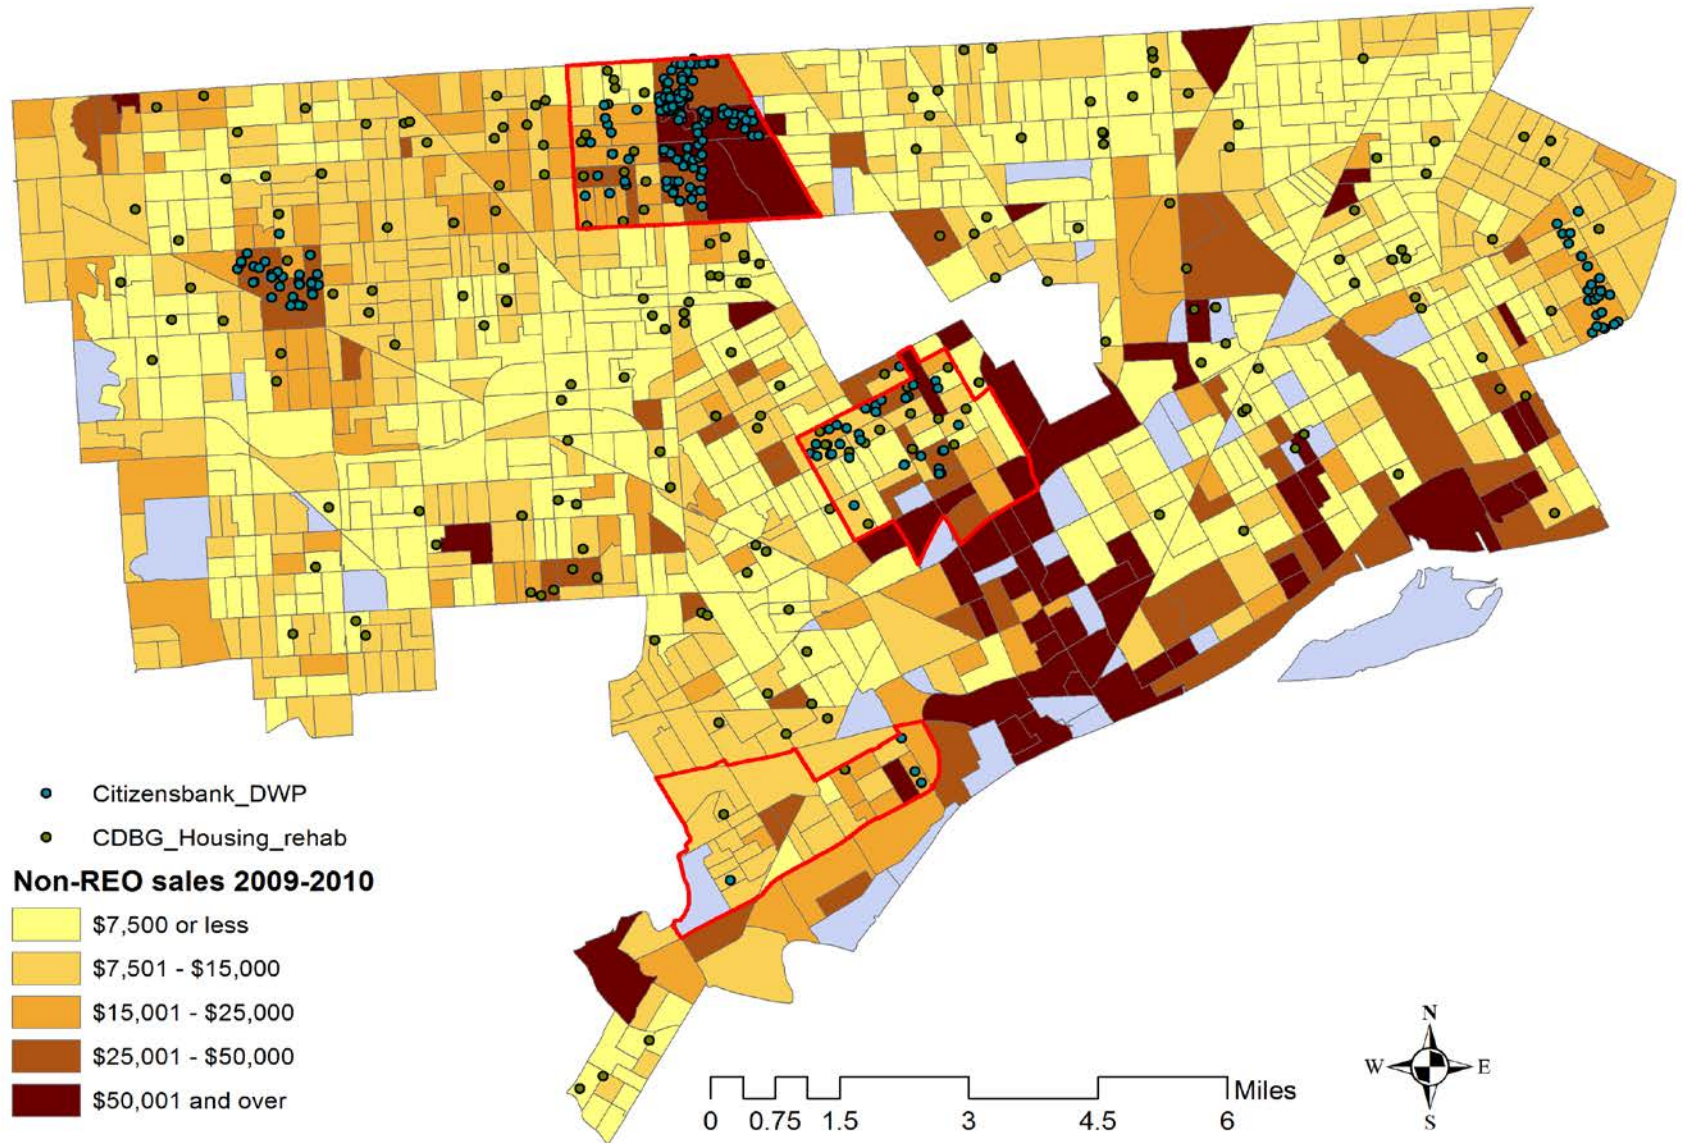 Citizensbank_DWP
CDBG_Housing_rehab
Non-REO sales 2009-2010
$7,500 or less
$7,501 - $15,000
$15,001 - $25,000
$25,001 - $50,000
$50,001 and over
Miles
0 0.75 1.5 3 4.5 6
N
W E
S